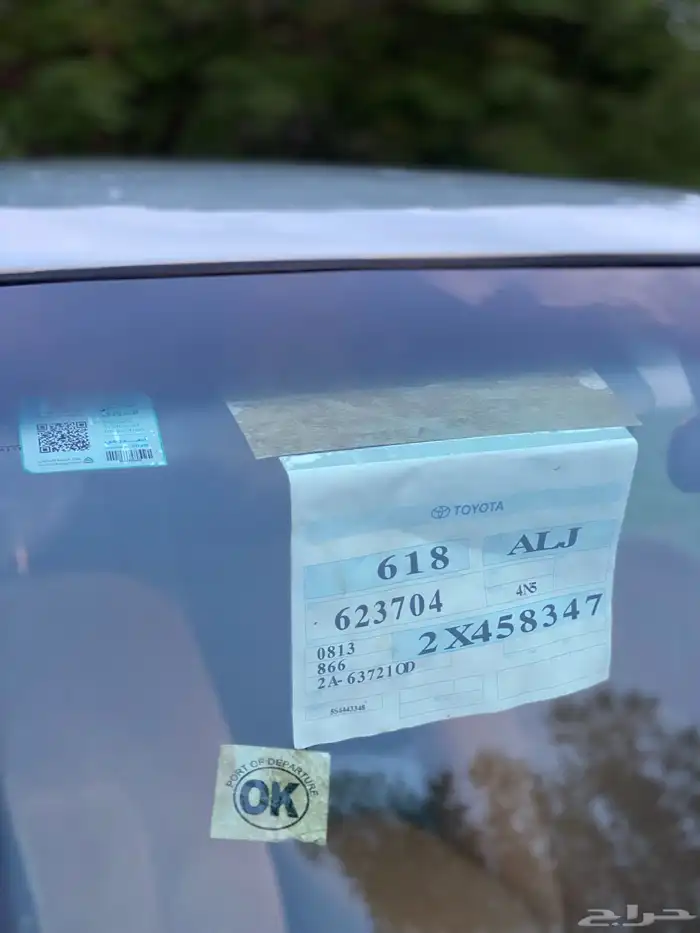 TOYOTA
618 ALJ
623704 4N5
2X458347
0813
866
2A-63721OD
PORT OF DEPARTURE
OK
حراج